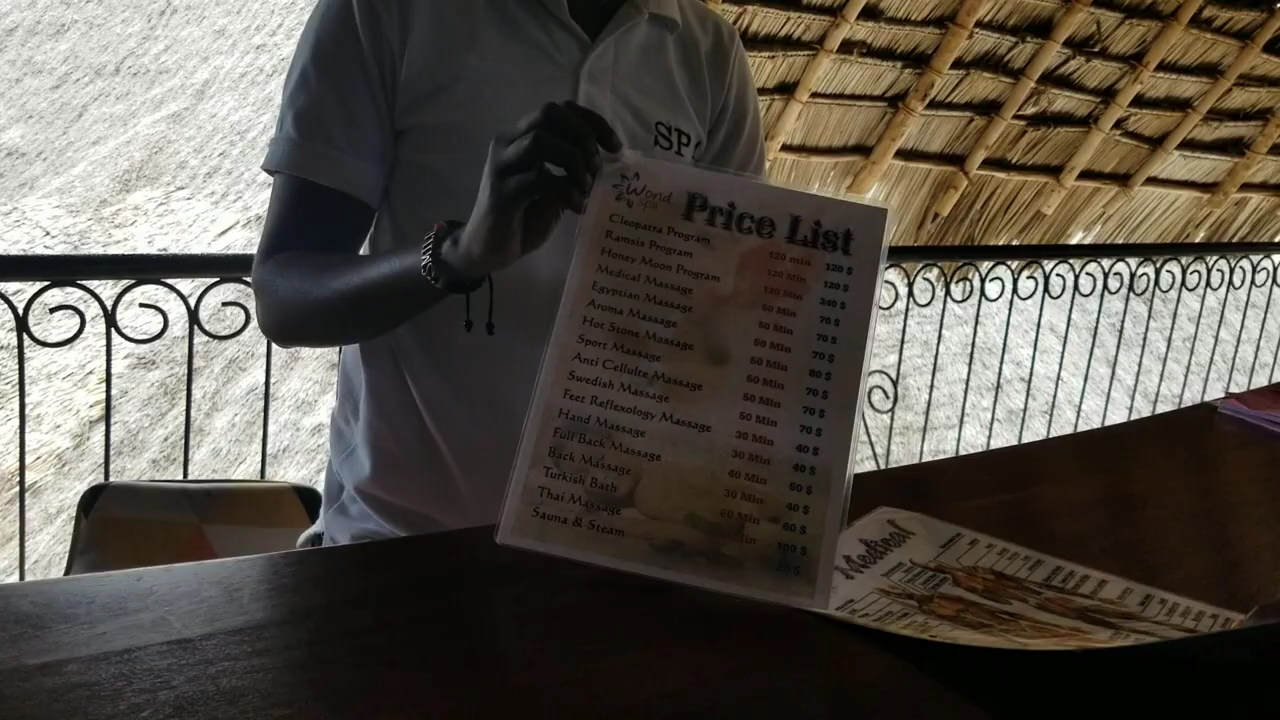 SPA
World
Spa
Price List
Cleopatra Program 120 min 120 $
Ramsis Program 120 Min 120 $
Honey Moon Program 120 Min 240 $
Medical Massage 50 Min 70 $
Egyptian Massage 50 Min 70 $
Aroma Massage 50 Min 70 $
Hot Stone Massage 50 Min 80 $
Sport Massage 50 Min 70 $
Anti Cellulte Massage 50 Min 70 $
Swedish Massage 50 Min 70 $
Feet Reflexology Massage 30 Min 40 $
Hand Massage 30 Min 40 $
Full Back Massage 40 Min 50 $
Back Massage 30 Min 40 $
Turkish Bath 60 Min 60 $
Thai Massage Min 100 $
Sauna & Steam $
Medical